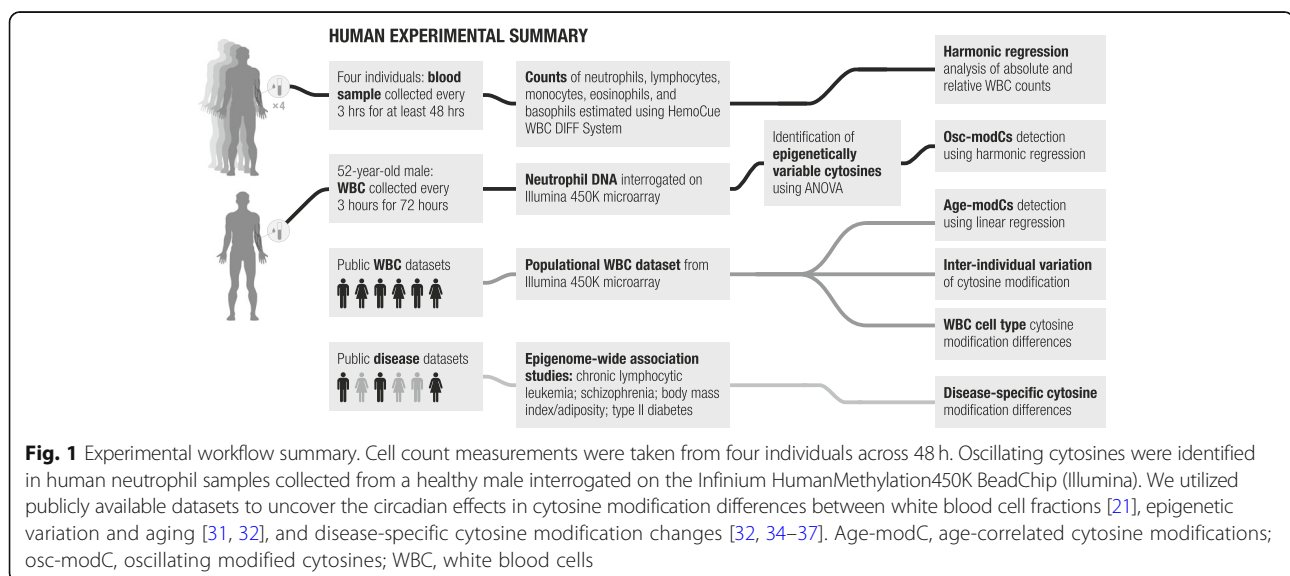 HUMAN EXPERIMENTAL SUMMARY
×4
Four individuals: blood
sample collected every
3 hrs for at least 48 hrs
Counts of neutrophils, lymphocytes,
monocytes, eosinophils, and
basophils estimated using HemoCue
WBC DIFF System
Harmonic regression
analysis of absolute and
relative WBC counts
52-year-old male:
WBC collected every
3 hours for 72 hours
Neutrophil DNA interrogated on
Illumina 450K microarray
Identification of
epigenetically
variable cytosines
using ANOVA
Osc-modCs detection
using harmonic regression
Public WBC datasets
Populational WBC dataset from
Illumina 450K microarray
Age-modCs detection
using linear regression
Inter-individual variation
of cytosine modification
WBC cell type cytosine
modification differences
Public disease datasets
Epigenome-wide association
studies: chronic lymphocytic
leukemia; schizophrenia; body mass
index/adiposity; type II diabetes
Disease-specific cytosine
modification differences
Fig. 1 Experimental workflow summary. Cell count measurements were taken from four individuals across 48 h. Oscillating cytosines were identified
in human neutrophil samples collected from a healthy male interrogated on the Infinium HumanMethylation450K BeadChip (Illumina). We utilized
publicly available datasets to uncover the circadian effects in cytosine modification differences between white blood cell fractions [21], epigenetic
variation and aging [31, 32], and disease-specific cytosine modification changes [32, 34–37]. Age-modC, age-correlated cytosine modifications;
osc-modC, oscillating modified cytosines; WBC, white blood cells